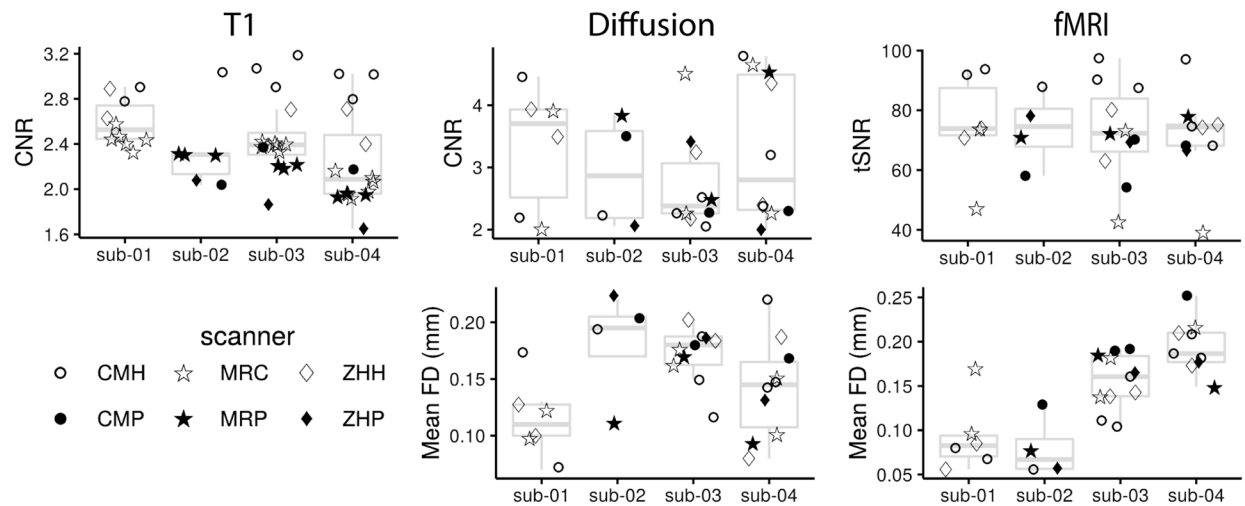 T1
CNR
3.2
2.8
2.4
2.0
1.6
sub-01 sub-02 sub-03 sub-04
Diffusion
CNR
4
3
2
sub-01 sub-02 sub-03 sub-04
fMRI
tSNR
100
80
60
40
sub-01 sub-02 sub-03 sub-04
scanner
CMH MRC ZHH
CMP MRP ZHP
Mean FD (mm)
0.20
0.15
0.10
sub-01 sub-02 sub-03 sub-04
Mean FD (mm)
0.25
0.20
0.15
0.10
0.05
sub-01 sub-02 sub-03 sub-04